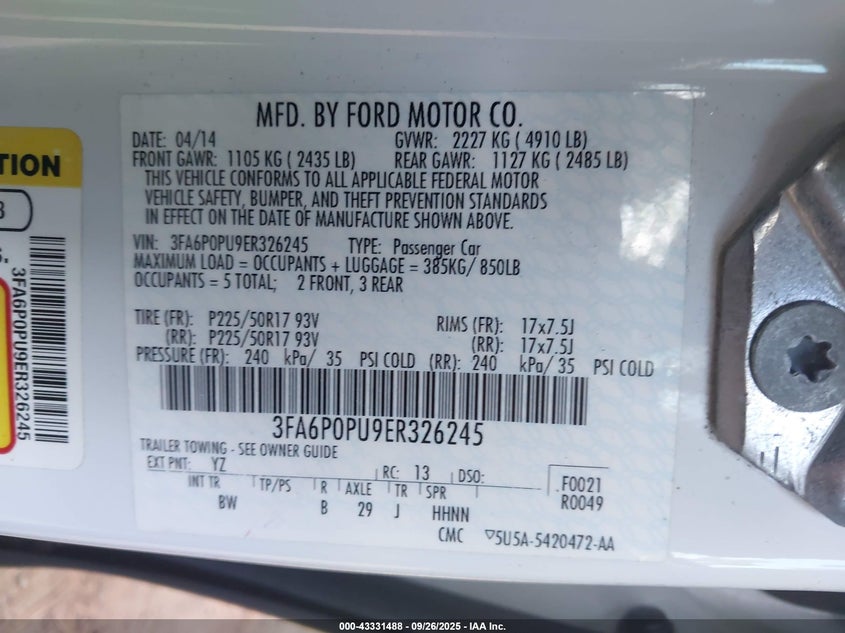 MFD. BY FORD MOTOR CO.
DATE: 04/14 GVWR: 2227 KG ( 4910 LB)
FRONT GAWR: 1105 KG ( 2435 LB) REAR GAWR: 1127 KG ( 2485 LB)
THIS VEHICLE CONFORMS TO ALL APPLICABLE FEDERAL MOTOR
VEHICLE SAFETY, BUMPER, AND THEFT PREVENTION STANDARDS
IN EFFECT ON THE DATE OF MANUFACTURE SHOWN ABOVE.
VIN: 3FA6P0PU9ER326245 TYPE: Passenger Car
MAXIMUM LOAD = OCCUPANTS + LUGGAGE = 385KG/ 850LB
OCCUPANTS = 5 TOTAL; 2 FRONT, 3 REAR
TIRE (FR): P225/50R17 93V RIMS (FR): 17x7.5J
(RR): P225/50R17 93V (RR): 17x7.5J
PRESSURE (FR): 240 kPa/ 35 PSI COLD (RR): 240 kPa/ 35 PSI COLD
3FA6P0PU9ER326245
TRAILER TOWING - SEE OWNER GUIDE
EXT PNT: YZ RC: 13 DSO: F0021
INT TR TP/PS R AXLE TR SPR R0049
BW B 29 J HHNN
CMC ▽5U5A-5420472-AA
TION
3
S.
3FA6P0PU9ER326245
000-43331488 - 09/26/2025 - IAA Inc.